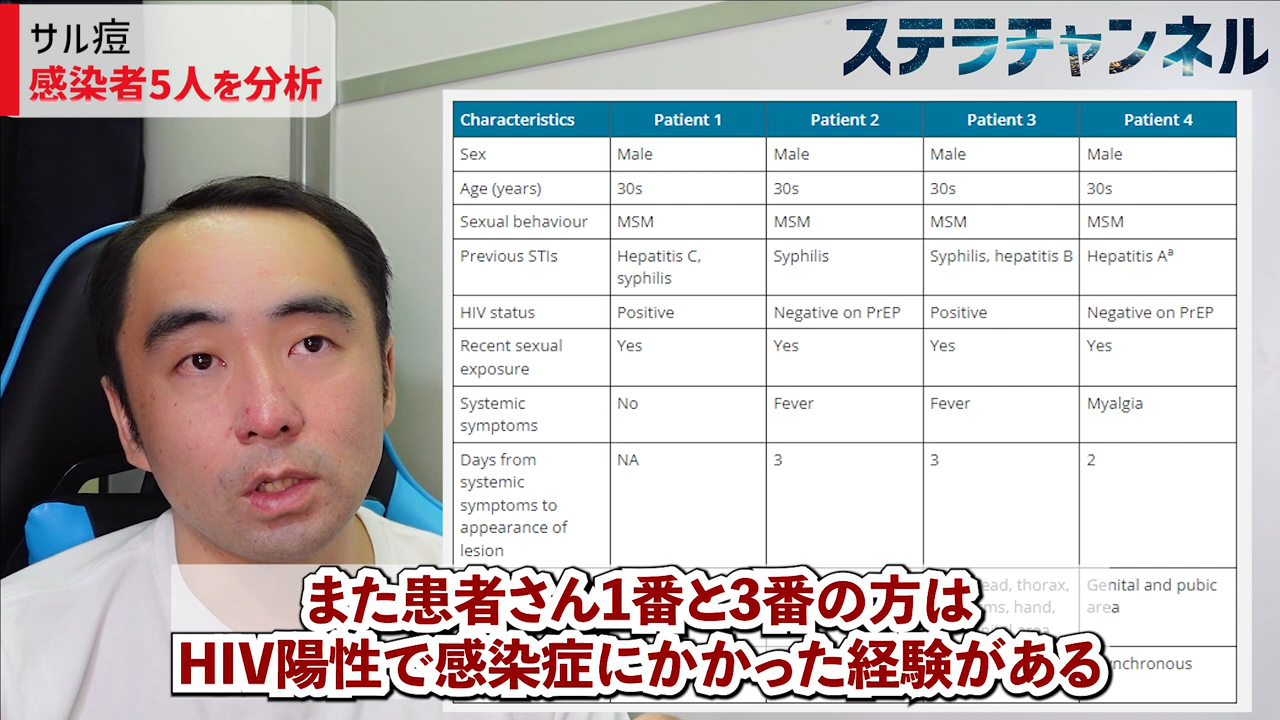 サル痘
感染者5人を分析
ステラチャンネル
Characteristics Patient 1 Patient 2 Patient 3 Patient 4
Sex Male Male Male Male
Age (years) 30s 30s 30s 30s
Sexual behaviour MSM MSM MSM MSM
Previous STIs Hepatitis C, syphilis Syphilis Syphilis, hepatitis B Hepatitis Aª
HIV status Positive Negative on PrEP Positive Negative on PrEP
Recent sexual exposure Yes Yes Yes Yes
Systemic symptoms No Fever Fever Myalgia
Days from systemic symptoms to appearance of lesion NA 3 3 2
thorax, hand, Genital and pubic area
また患者さん1番と3番の方は
HIV陽性で感染症にかかった経験がある